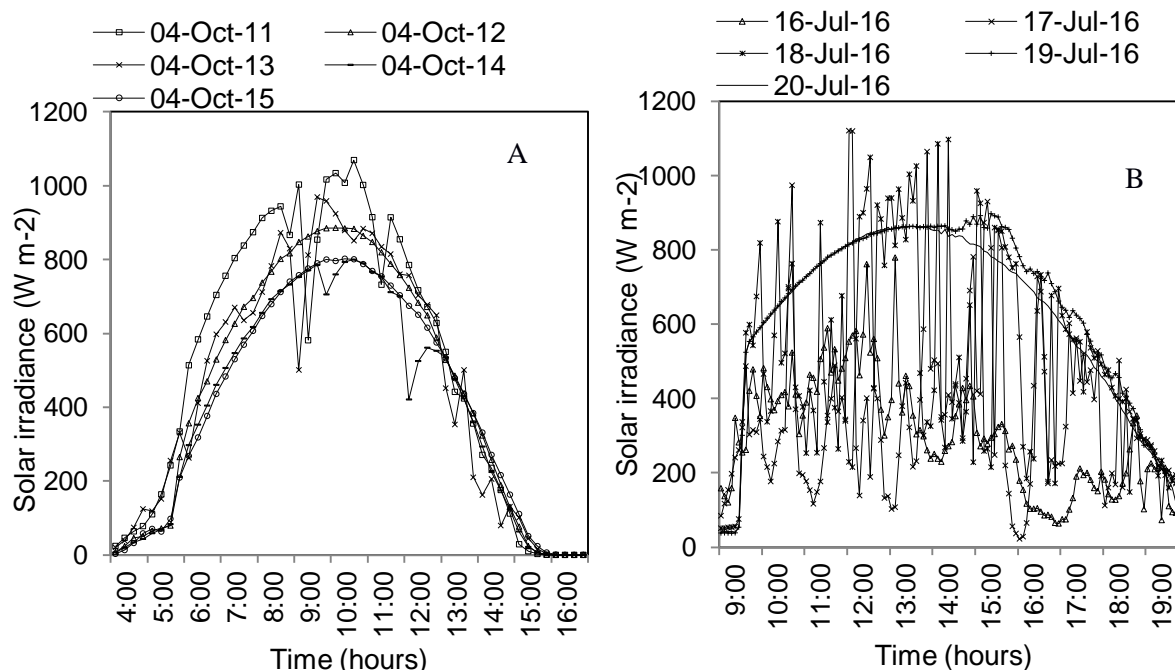 04-Oct-11 04-Oct-12
04-Oct-13 04-Oct-14
04-Oct-15
A
Solar irradiance (W m-2)
1200
1000
800
600
400
200
0
4:00 5:00 6:00 7:00 8:00 9:00 10:00 11:00 12:00 13:00 14:00 15:00 16:00
Time (hours)
16-Jul-16 17-Jul-16
18-Jul-16 19-Jul-16
20-Jul-16
B
Solar irradiance (W m-2)
1200
1000
800
600
400
200
0
9:00 10:00 11:00 12:00 13:00 14:00 15:00 16:00 17:00 18:00 19:00
Time (hours)